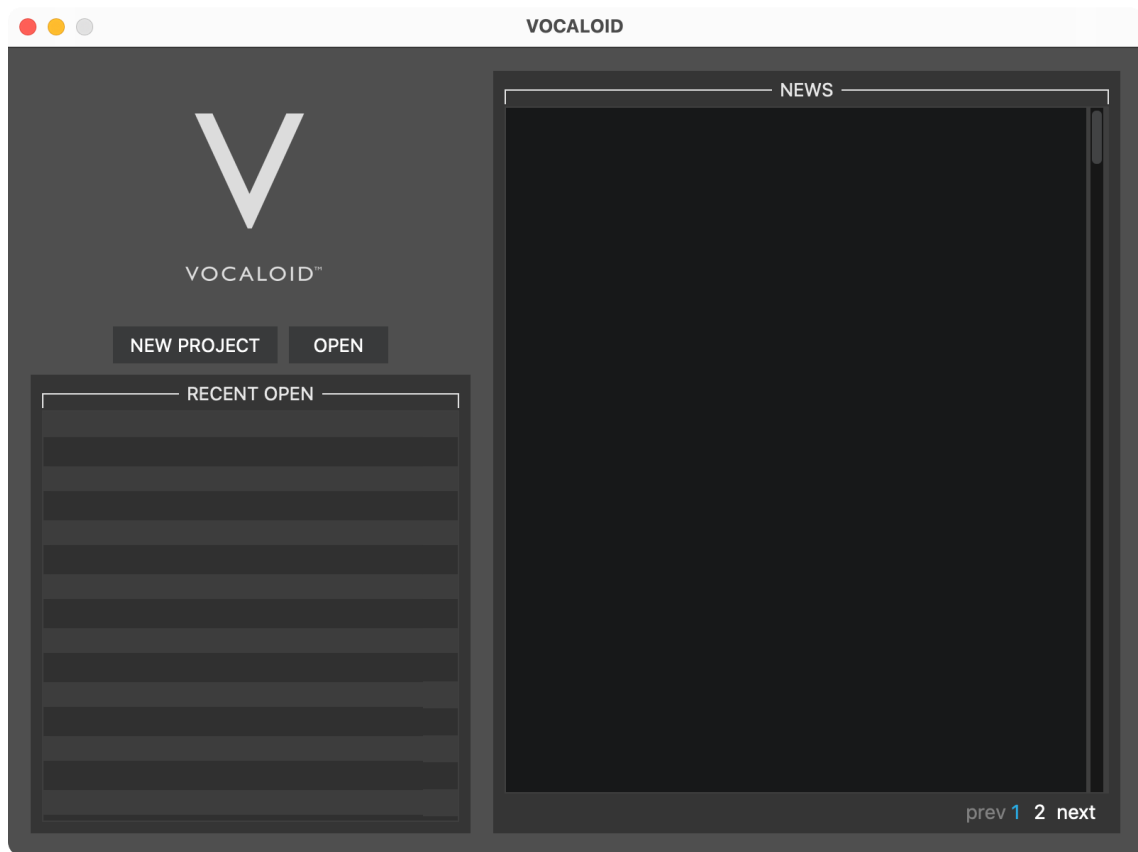 VOCALOID
V
VOCALOID™
NEW PROJECT
OPEN
RECENT OPEN
NEWS
prev 1 2 next